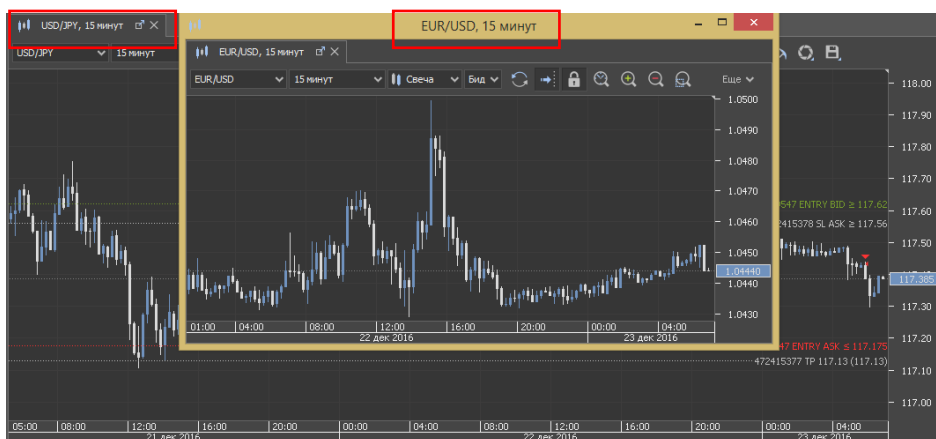 USD/JPY, 15 минут
EUR/USD, 15 минут
USD/JPY 15 минут
EUR/USD, 15 минут
EUR/USD 15 минут Свеча Бид Еще
118.00
117.90
117.80
117.70
117.60
117.50
117.30
117.20
117.10
117.00
117.385
547 ENTRY BID ≥ 117.62
2415378 SL ASK ≥ 117.56
47 ENTRY ASK ≤ 117.175
472415377 TP 117.13 (117.13)
1.0500
1.0490
1.0480
1.0470
1.0460
1.0450
1.04440
1.0440
1.0430
01:00 04:00 08:00 12:00 16:00 20:00 00:00 04:00
22 дек 2016 23 дек 2016
05:00 08:00 12:00 16:00 20:00 00:00 04:00 08:00 12:00 16:00 20:00 00:00 04:00
21 дек 2016 22 дек 2016 23 дек 2016